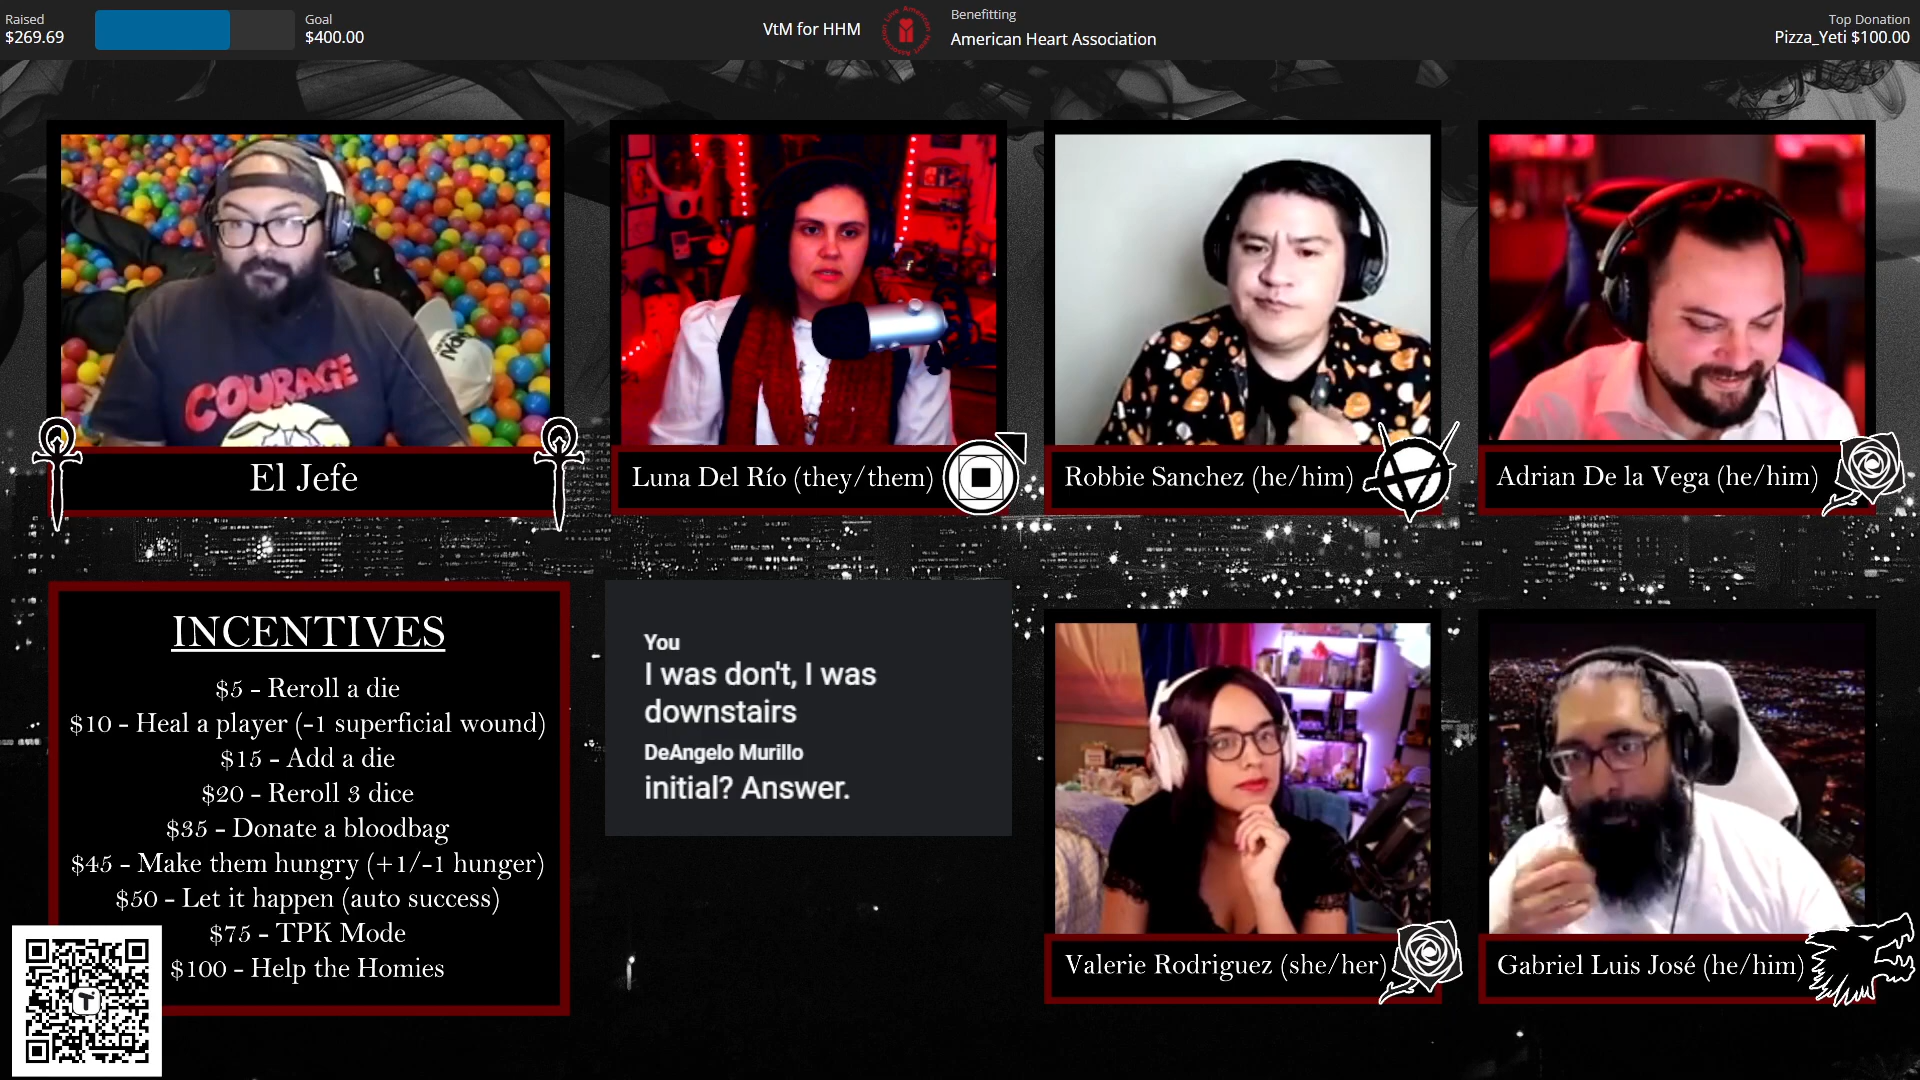 Raised
$269.69
Goal
$400.00
VtM for HHM
Benefitting
American Heart Association
Top Donation
Pizza_Yeti $100.00
COURAGE
El Jefe
Luna Del Río (they/them)
Robbie Sanchez (he/him)
Adrian De la Vega (he/him)
INCENTIVES
$5 - Reroll a die
$10 - Heal a player (-1 superficial wound)
$15 - Add a die
$20 - Reroll 3 dice
$35 - Donate a bloodbag
$45 - Make them hungry (+1/-1 hunger)
$50 - Let it happen (auto success)
$75 - TPK Mode
$100 - Help the Homies
T
You
I was don't, I was
downstairs
DeAngelo Murillo
initial? Answer.
Valerie Rodriguez (she/her)
Gabriel Luis José (he/him)